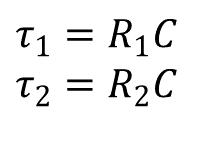 τ₁ = R₁C
τ₂ = R₂C